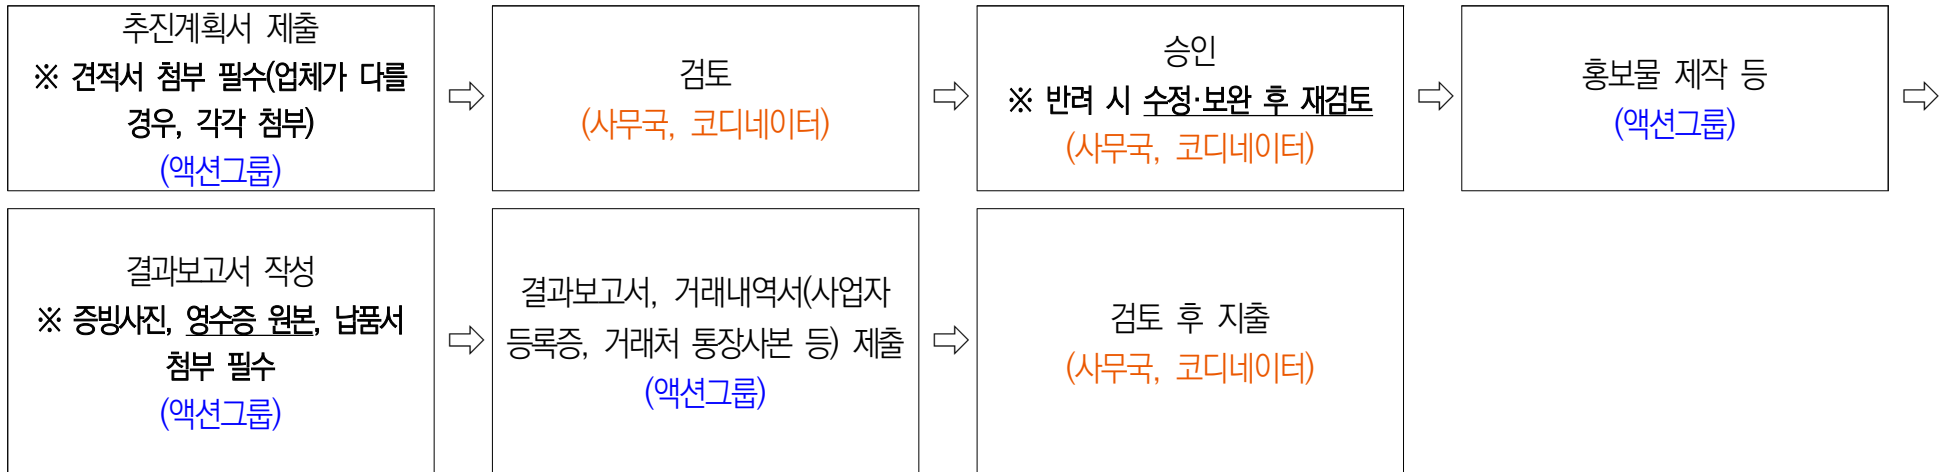 추진계획서 제출
※ 견적서 첨부 필수(업체가 다를
경우, 각각 첨부)
(액션그룹)
⇨
검토
(사무국, 코디네이터)
⇨
승인
※ 반려 시 수정·보완 후 재검토
(사무국, 코디네이터)
⇨
홍보물 제작 등
(액션그룹)
⇨
결과보고서 작성
※ 증빙사진, 영수증 원본, 납품서
첨부 필수
(액션그룹)
⇨
결과보고서, 거래내역서(사업자
등록증, 거래처 통장사본 등) 제출
(액션그룹)
⇨
검토 후 지출
(사무국, 코디네이터)